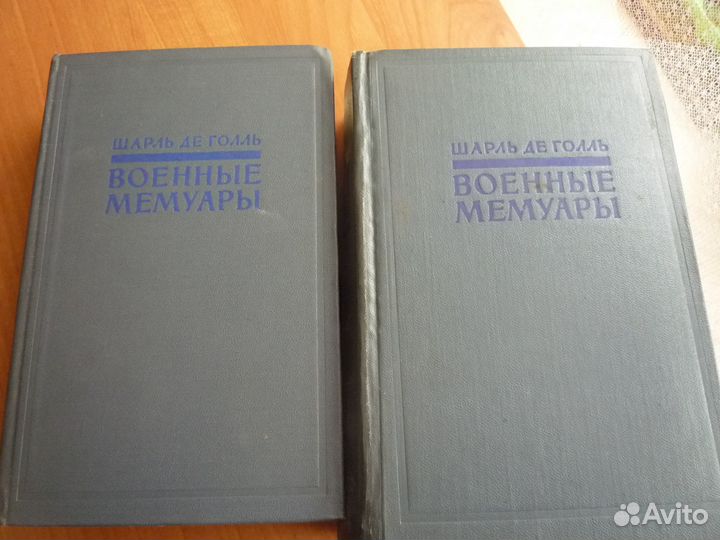 ШАРЛЬ ДЕ ГОЛЛЬ
ВОЕННЫЕ
МЕМУАРЫ
ШАРЛЬ ДЕ ГОЛЛЬ
ВОЕННЫЕ
МЕМУАРЫ
Avito